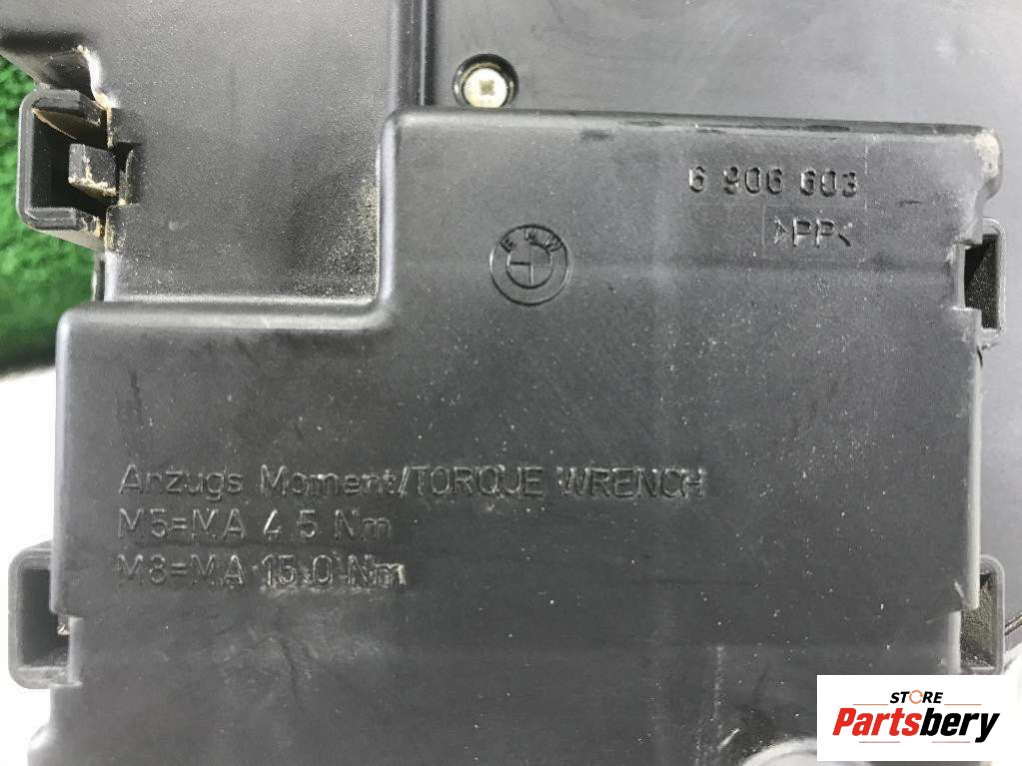 6 906 603
>PP<
BMW
Anzugs Moment/TORQUE WRENCH
M5=MA 4.5 Nm
M8=MA 15.0 Nm
STORE
Partsbery